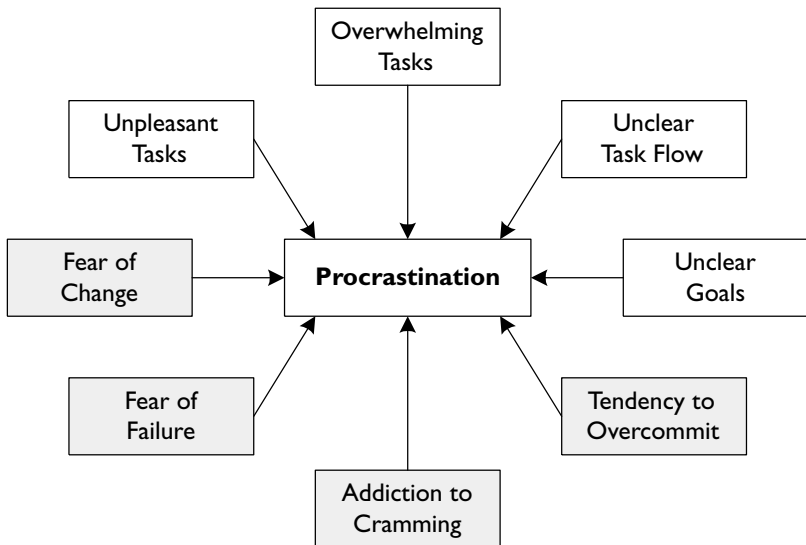 Overwhelming
Tasks
Unpleasant
Tasks
Unclear
Task Flow
Fear of
Change
Procrastination
Unclear
Goals
Fear of
Failure
Tendency to
Overcommit
Addiction to
Cramming